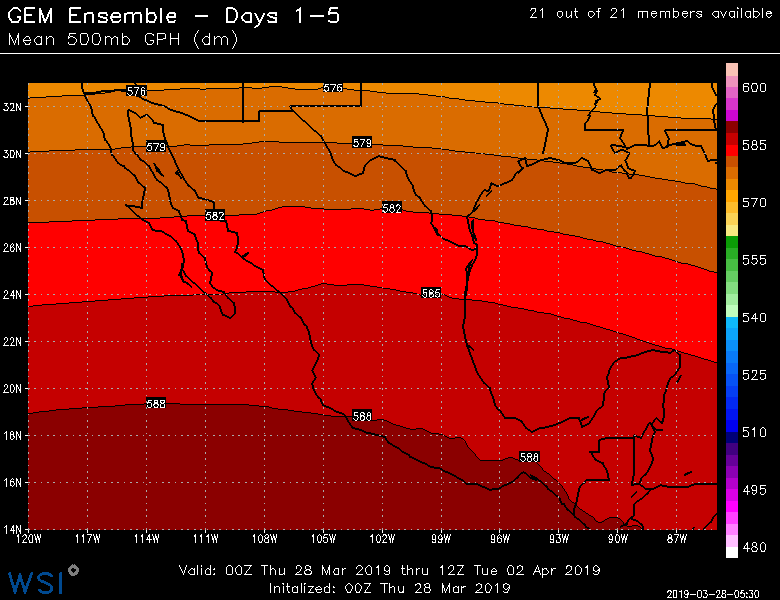 GEM Ensemble – Days 1–5
21 out of 21 members available
Mean 500mb GPH (dm)
576
576
600
32N
579
579
585
30N
28N
582
582
570
26N
555
24N
585
540
22N
525
20N
588
588
18N
510
588
16N
495
14N
480
120W 117W 114W 111W 108W 105W 102W 99W 96W 93W 90W 87W
Valid: 00Z Thu 28 Mar 2019 thru 12Z Tue 02 Apr 2019
WSI
Initalized: 00Z Thu 28 Mar 2019
2019-03-28-05:30